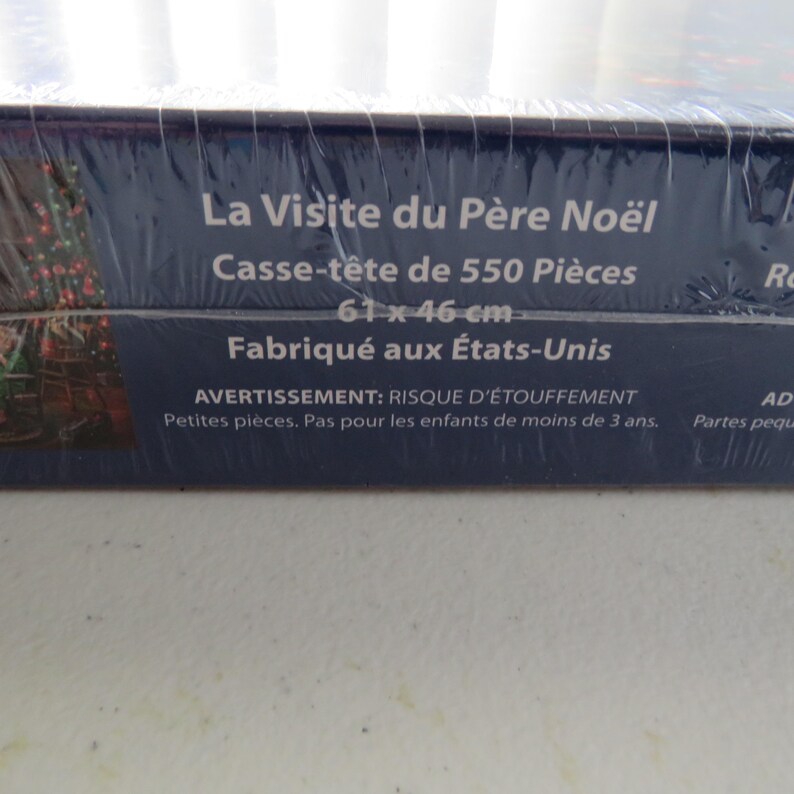 La Visite du Père Noël
Casse-tête de 550 Pièces
61 x 46 cm
Fabriqué aux États-Unis
AVERTISSEMENT: RISQUE D'ÉTOUFFEMENT
Petites pièces. Pas pour les enfants de moins de 3 ans.
Partes